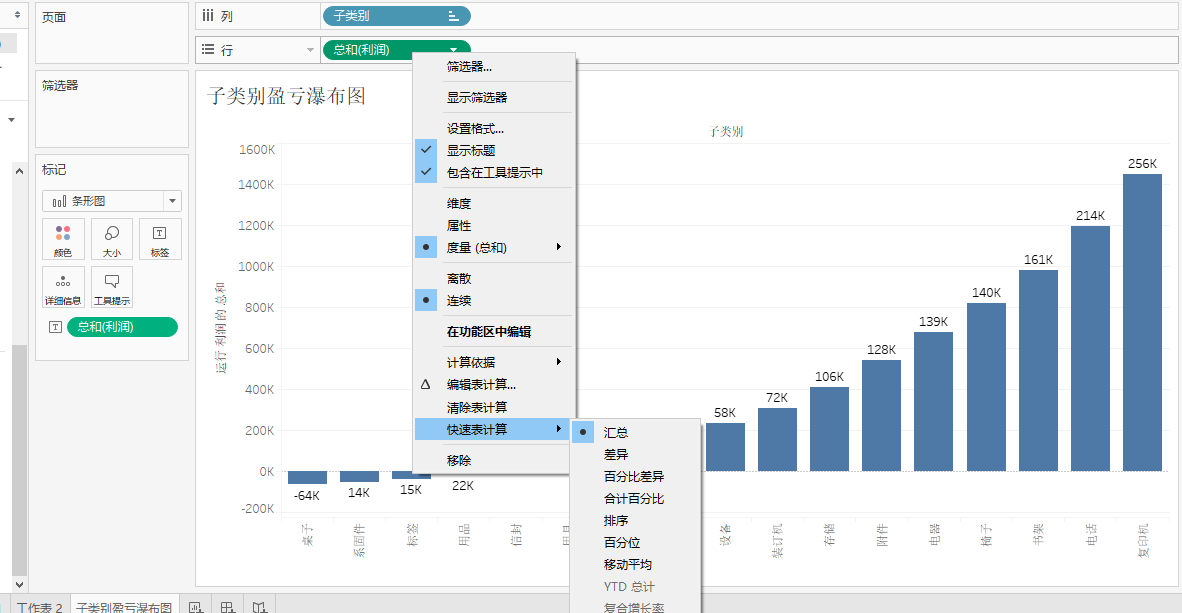 页面
列
子类别
行
总和(利润)
筛选器
标记
条形图
颜色
大小
标签
详细信息
工具提示
总和(利润)
子类别盈亏瀑布图
子类别
运行 利润 的 总和
1600K
1400K
1200K
1000K
800K
600K
400K
200K
0K
-200K
-64K
14K
15K
22K
58K
72K
106K
128K
139K
140K
161K
214K
256K
桌子
系固件
标签
用品
信封
设备
装订机
存储
附件
电器
椅子
书架
电话
复印机
筛选器...
显示筛选器
设置格式...
显示标题
包含在工具提示中
维度
属性
度量 (总和)
离散
连续
在功能区中编辑
计算依据
编辑表计算...
清除表计算
快速表计算
移除
汇总
差异
百分比差异
合计百分比
排序
百分位
移动平均
YTD 总计
复合增长率
工作表 2
子类别盈亏瀑布图